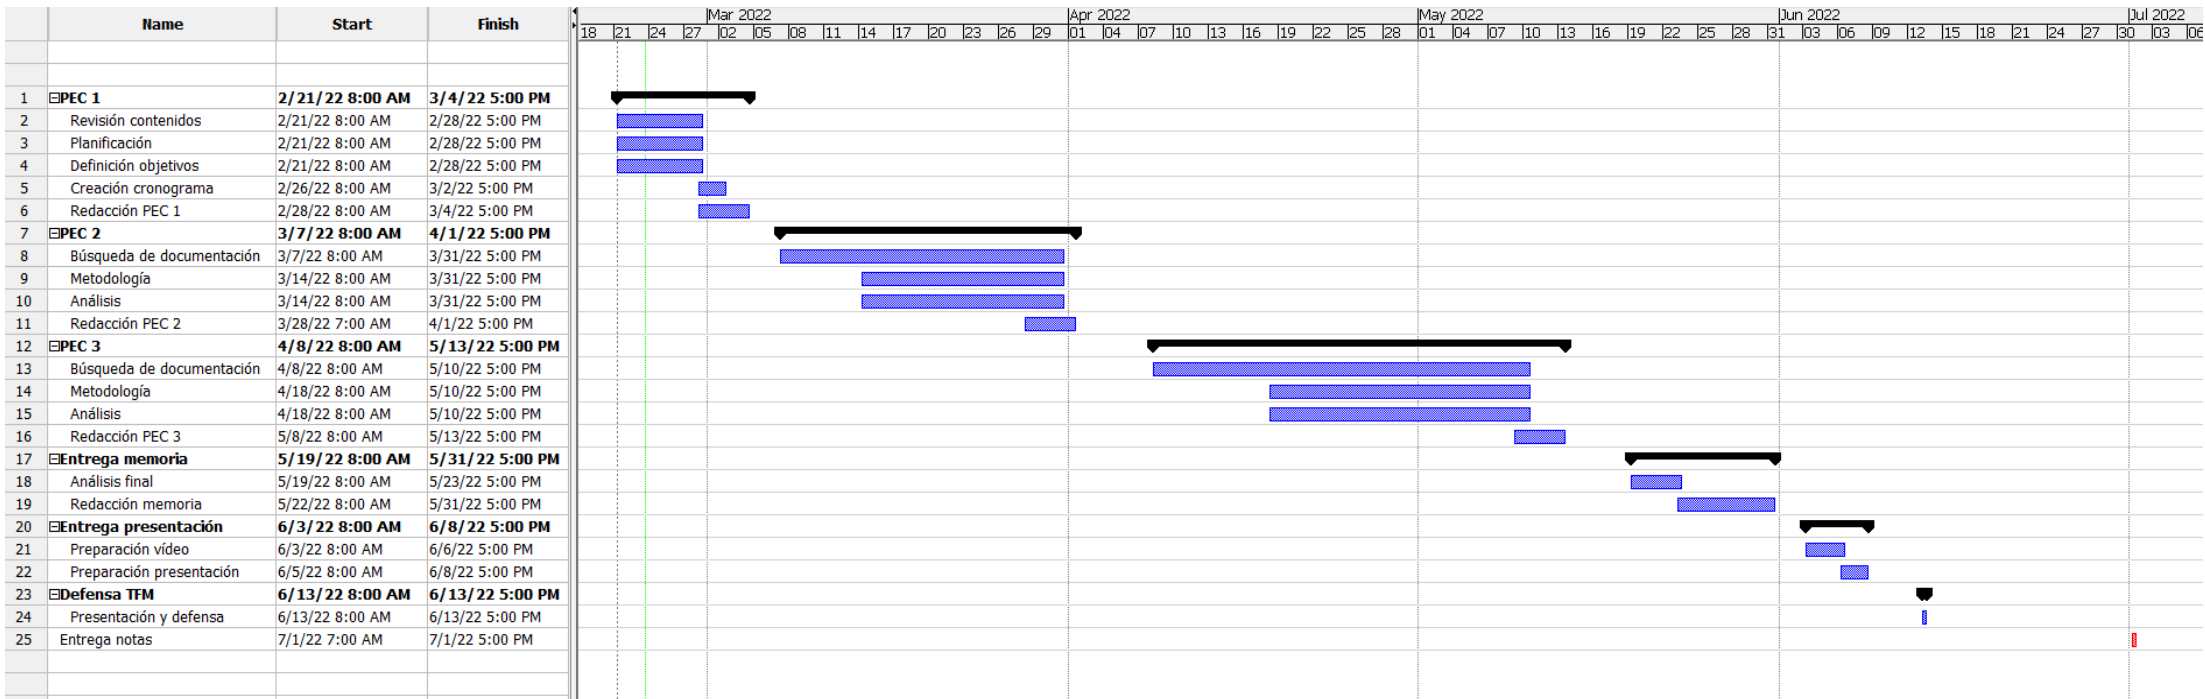 Name Start Finish
Mar 2022 Apr 2022 May 2022 Jun 2022 Jul 2022
18 21 24 27 02 05 08 11 14 17 20 23 26 29 01 04 07 10 13 16 19 22 25 28 01 04 07 10 13 16 19 22 25 28 31 03 06 09 12 15 18 21 24 27 30 03 06
1 PEC 1 2/21/22 8:00 AM 3/4/22 5:00 PM
2 Revisión contenidos 2/21/22 8:00 AM 2/28/22 5:00 PM
3 Planificación 2/21/22 8:00 AM 2/28/22 5:00 PM
4 Definición objetivos 2/21/22 8:00 AM 2/28/22 5:00 PM
5 Creación cronograma 2/26/22 8:00 AM 3/2/22 5:00 PM
6 Redacción PEC 1 2/28/22 8:00 AM 3/4/22 5:00 PM
7 PEC 2 3/7/22 8:00 AM 4/1/22 5:00 PM
8 Búsqueda de documentación 3/7/22 8:00 AM 3/31/22 5:00 PM
9 Metodología 3/14/22 8:00 AM 3/31/22 5:00 PM
10 Análisis 3/14/22 8:00 AM 3/31/22 5:00 PM
11 Redacción PEC 2 3/28/22 7:00 AM 4/1/22 5:00 PM
12 PEC 3 4/8/22 8:00 AM 5/13/22 5:00 PM
13 Búsqueda de documentación 4/8/22 8:00 AM 5/10/22 5:00 PM
14 Metodología 4/18/22 8:00 AM 5/10/22 5:00 PM
15 Análisis 4/18/22 8:00 AM 5/10/22 5:00 PM
16 Redacción PEC 3 5/8/22 8:00 AM 5/13/22 5:00 PM
17 Entrega memoria 5/19/22 8:00 AM 5/31/22 5:00 PM
18 Análisis final 5/19/22 8:00 AM 5/23/22 5:00 PM
19 Redacción memoria 5/22/22 8:00 AM 5/31/22 5:00 PM
20 Entrega presentación 6/3/22 8:00 AM 6/8/22 5:00 PM
21 Preparación vídeo 6/3/22 8:00 AM 6/6/22 5:00 PM
22 Preparación presentación 6/5/22 8:00 AM 6/8/22 5:00 PM
23 Defensa TFM 6/13/22 8:00 AM 6/13/22 5:00 PM
24 Presentación y defensa 6/13/22 8:00 AM 6/13/22 5:00 PM
25 Entrega notas 7/1/22 7:00 AM 7/1/22 5:00 PM